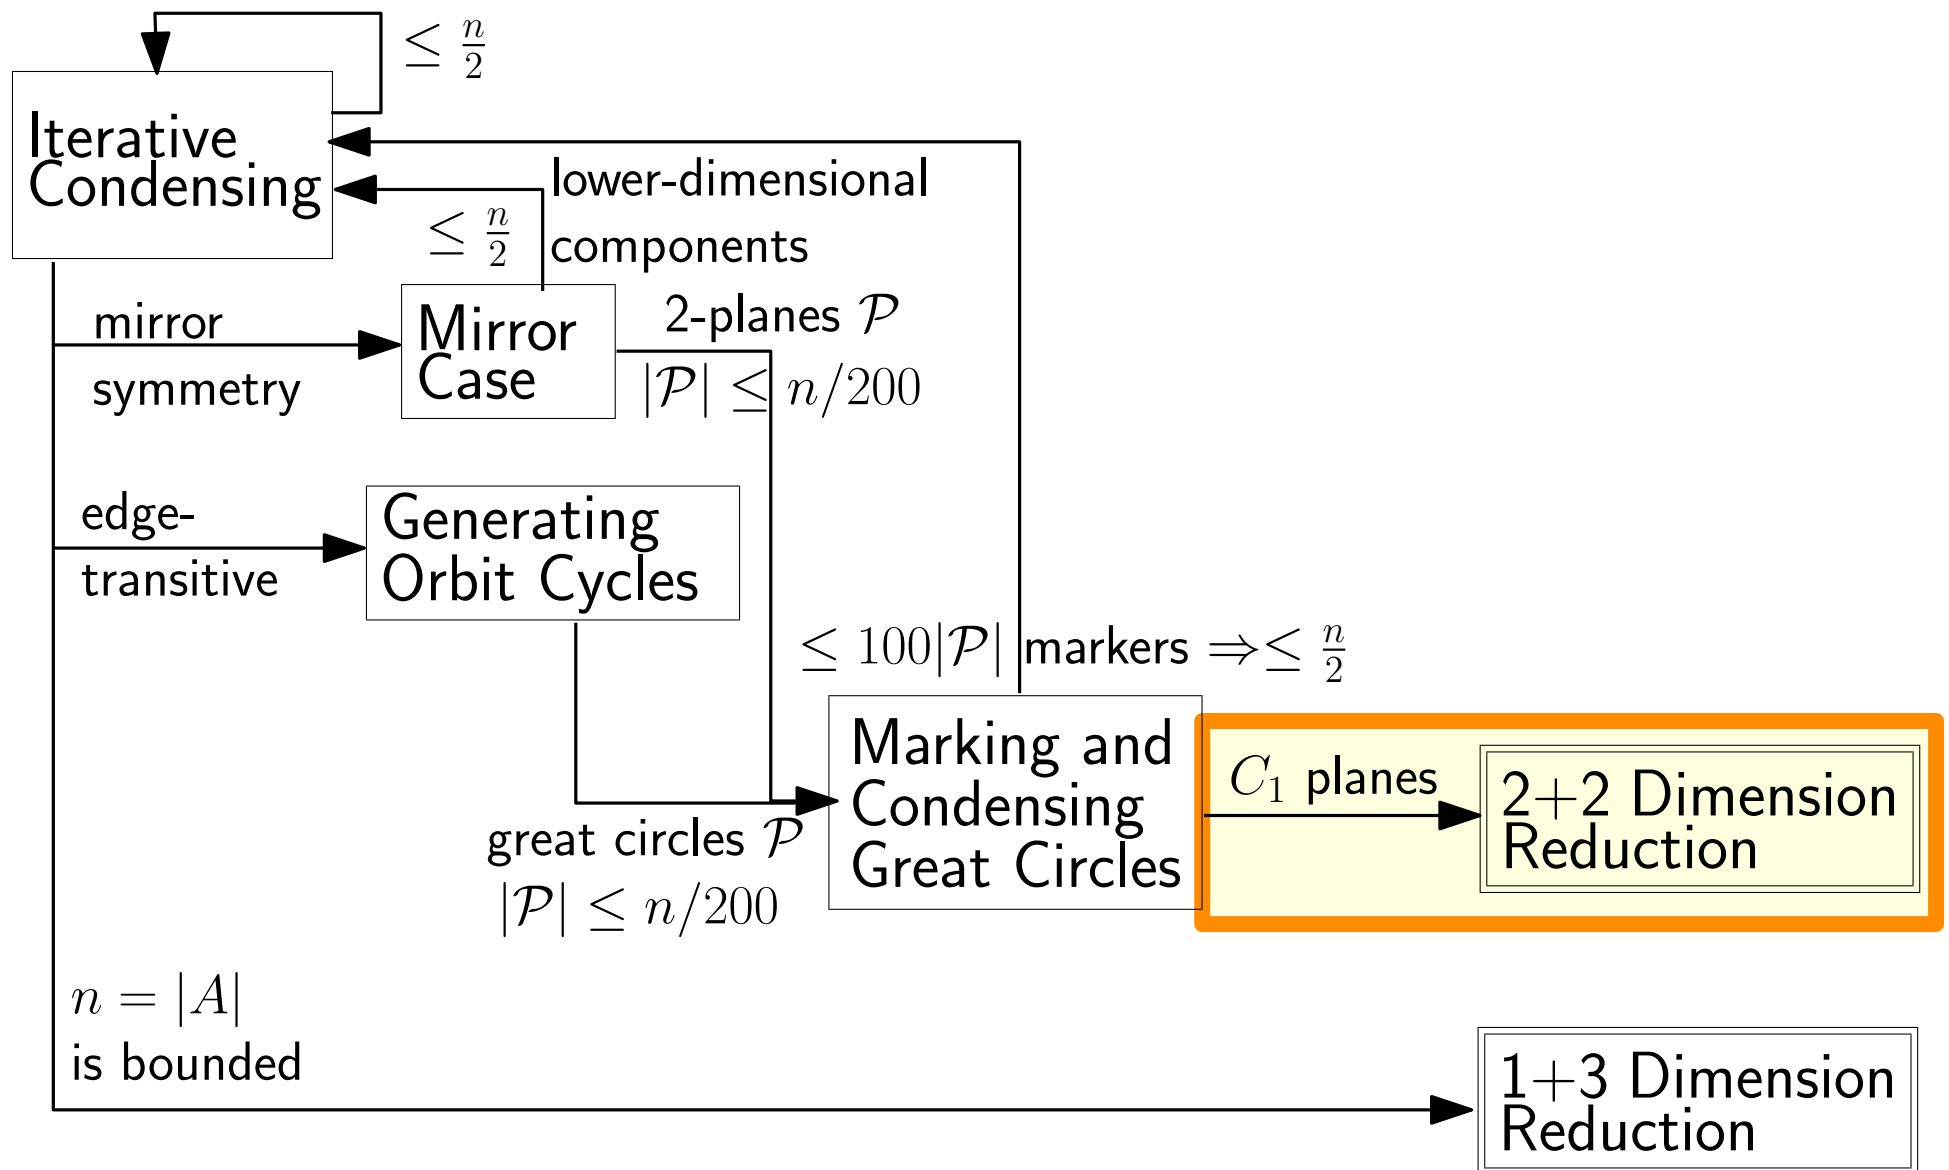 ≤ n/2
Iterative
Condensing
lower-dimensional
≤ n/2
components
mirror
symmetry
Mirror
Case
2-planes 𝒫
|𝒫| ≤ n/200
edge-
transitive
Generating
Orbit Cycles
≤ 100|𝒫| markers ⇒≤ n/2
great circles 𝒫
|𝒫| ≤ n/200
Marking and
Condensing
Great Circles
C₁ planes
2+2 Dimension
Reduction
n = |A|
is bounded
1+3 Dimension
Reduction